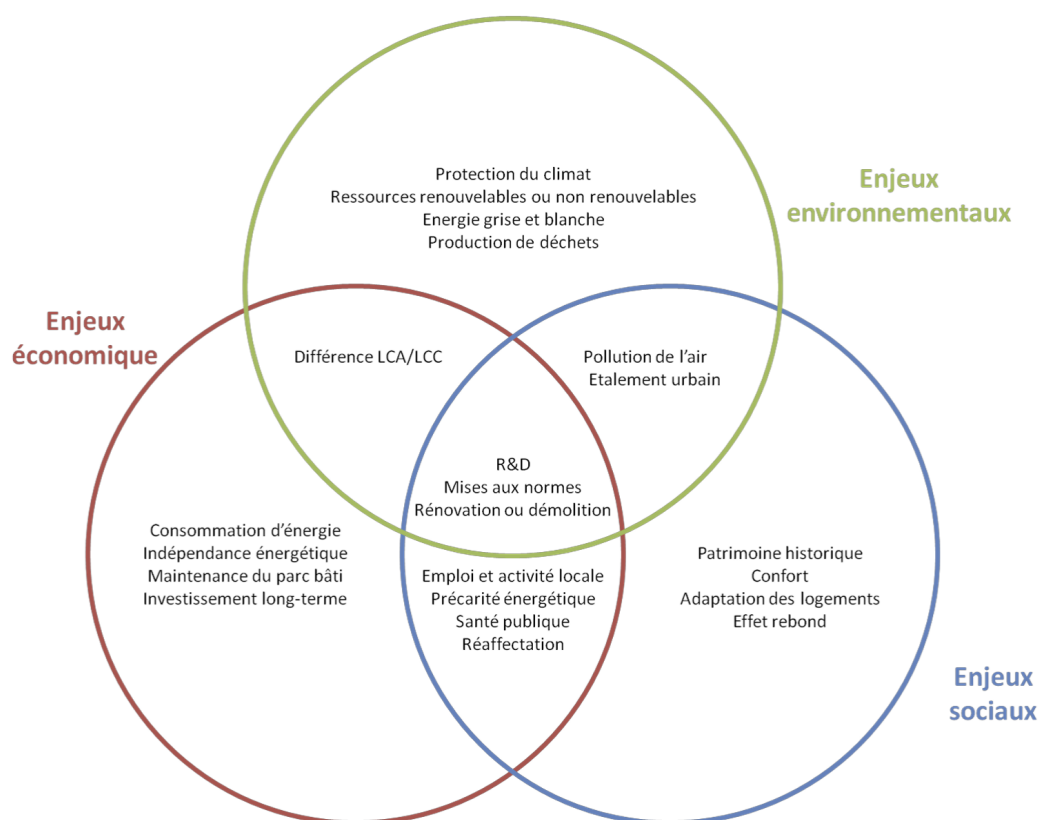 Protection du climat
Ressources renouvelables ou non renouvelables
Energie grise et blanche
Production de déchets
Enjeux
environnementaux
Enjeux
économique
Différence LCA/LCC
Pollution de l'air
Etalement urbain
R&D
Mises aux normes
Rénovation ou démolition
Consommation d'énergie
Indépendance énergétique
Maintenance du parc bâti
Investissement long-terme
Emploi et activité locale
Précarité énergétique
Santé publique
Réaffectation
Patrimoine historique
Confort
Adaptation des logements
Effet rebond
Enjeux
sociaux